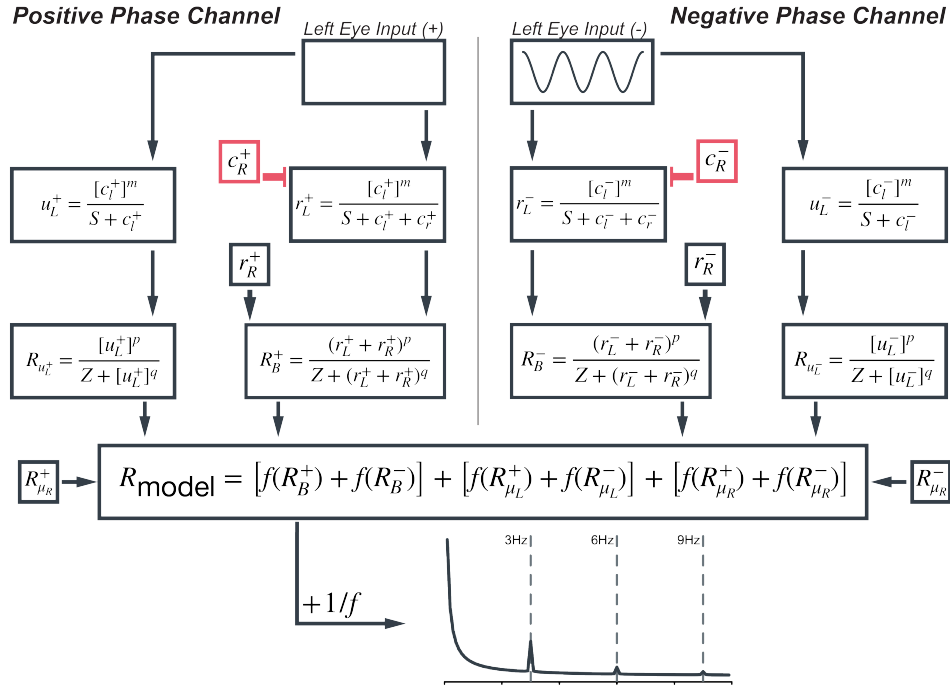 Positive Phase Channel
Negative Phase Channel
Left Eye Input (+)
Left Eye Input (-)
c_R^+
c_R^-
u_L^+ = [c_l^+]^m / (S + c_l^+)
r_L^+ = [c_l^+]^m / (S + c_l^+ + c_r^+)
r_L^- = [c_l^-]^m / (S + c_l^- + c_r^-)
u_L^- = [c_l^-]^m / (S + c_l^-)
r_R^+
r_R^-
R_{u_L^+} = [u_L^+]^p / (Z + [u_L^+]^q)
R_B^+ = (r_L^+ + r_R^+)^p / (Z + (r_L^+ + r_R^+)^q)
R_B^- = (r_L^- + r_R^-)^p / (Z + (r_L^- + r_R^-)^q)
R_{u_L^-} = [u_L^-]^p / (Z + [u_L^-]^q)
R_{μ_R}^+
R_model = [f(R_B^+) + f(R_B^-)] + [f(R_{μ_L}^+) + f(R_{μ_L}^-)] + [f(R_{μ_R}^+) + f(R_{μ_R}^-)]
R_{μ_R}^-
3Hz
6Hz
9Hz
+1/f